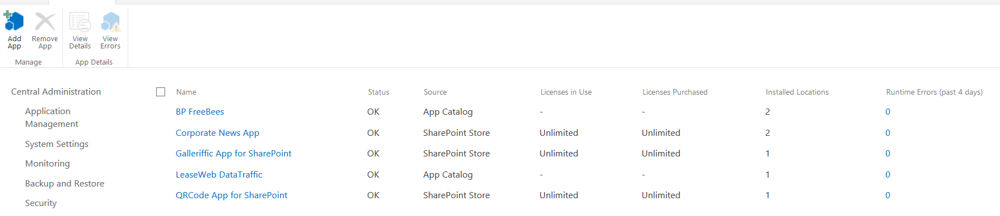 Add App
Remove App
View Details
View Errors
Manage
App Details
Central Administration
Application Management
System Settings
Monitoring
Backup and Restore
Security
Name Status Source Licenses in Use Licenses Purchased Installed Locations Runtime Errors (past 4 days)
BP FreeBees OK App Catalog - - 2 0
Corporate News App OK SharePoint Store Unlimited Unlimited 2 0
Galleriffic App for SharePoint OK SharePoint Store Unlimited Unlimited 1 0
LeaseWeb DataTraffic OK App Catalog - - 1 0
QRCode App for SharePoint OK SharePoint Store Unlimited Unlimited 1 0